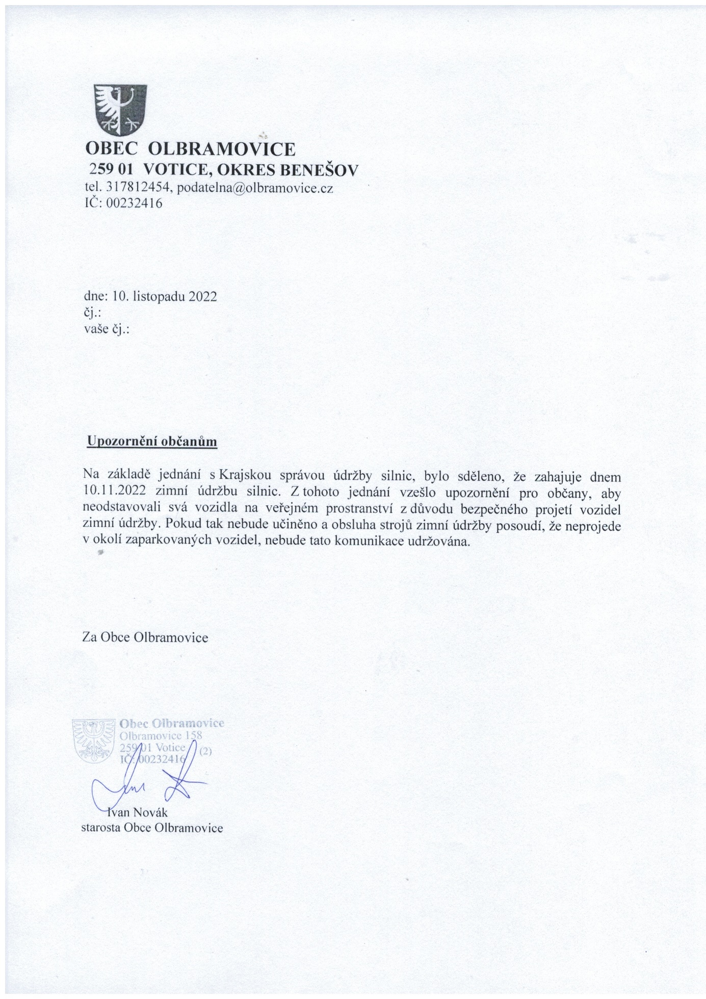 OBEC OLBRAMOVICE
259 01 VOTICE, OKRES BENEŠOV
tel. 317812454, podatelna@olbramovice.cz
IČ: 00232416
dne: 10. listopadu 2022
čj.:
vaše čj.:
Upozornění občanům
Na základě jednání s Krajskou správou údržby silnic, bylo sděleno, že zahajuje dnem
10.11.2022 zimní údržbu silnic. Z tohoto jednání vzešlo upozornění pro občany, aby
neodstavovali svá vozidla na veřejném prostranství z důvodu bezpečného projetí vozidel
zimní údržby. Pokud tak nebude učiněno a obsluha strojů zimní údržby posoudí, že neprojede
v okolí zaparkovaných vozidel, nebude tato komunikace udržována.
Za Obce Olbramovice
Obec Olbramovice
Olbramovice 158
259 01 Votice (2)
IČ: 00232416
Ivan Novák
starosta Obce Olbramovice